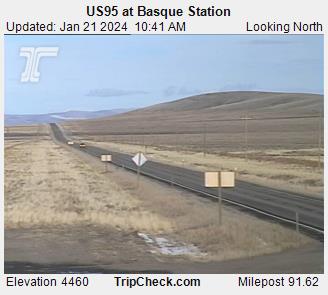 US95 at Basque Station
Updated: Jan 21 2024 10:41 AM Looking North
Elevation 4460 TripCheck.com Milepost 91.62